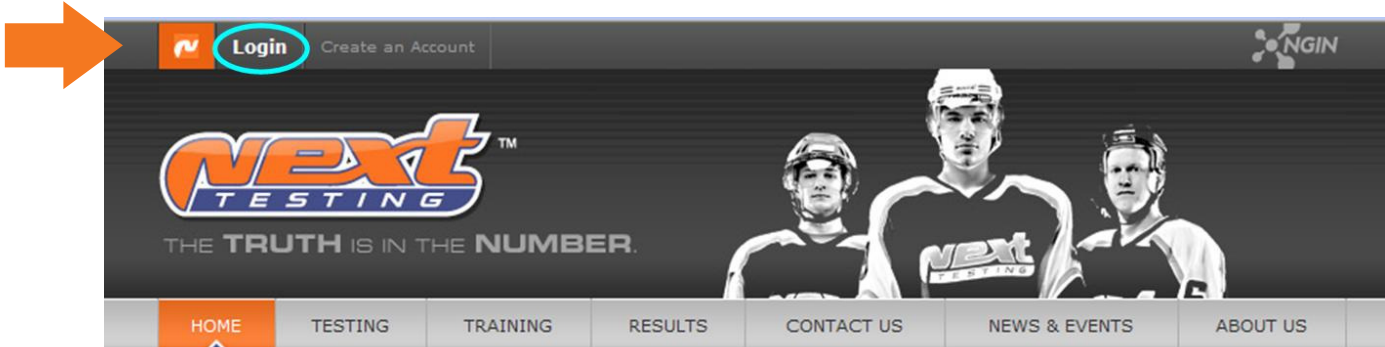 Login Create an Account
NGIN
next™
TESTING
THE TRUTH IS IN THE NUMBER.
next
TESTING
HOME TESTING TRAINING RESULTS CONTACT US NEWS & EVENTS ABOUT US